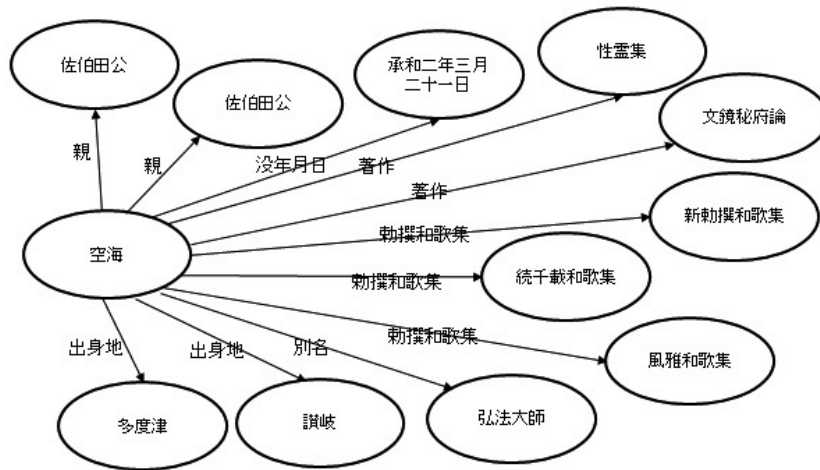 佐伯田公
佐伯田公
承和二年三月
二十一日
性霊集
文鏡秘府論
親
親
没年月日
著作
著作
勅撰和歌集
新勅撰和歌集
空海
勅撰和歌集
続千載和歌集
出身地
出身地
別名
勅撰和歌集
風雅和歌集
多度津
讃岐
弘法大師